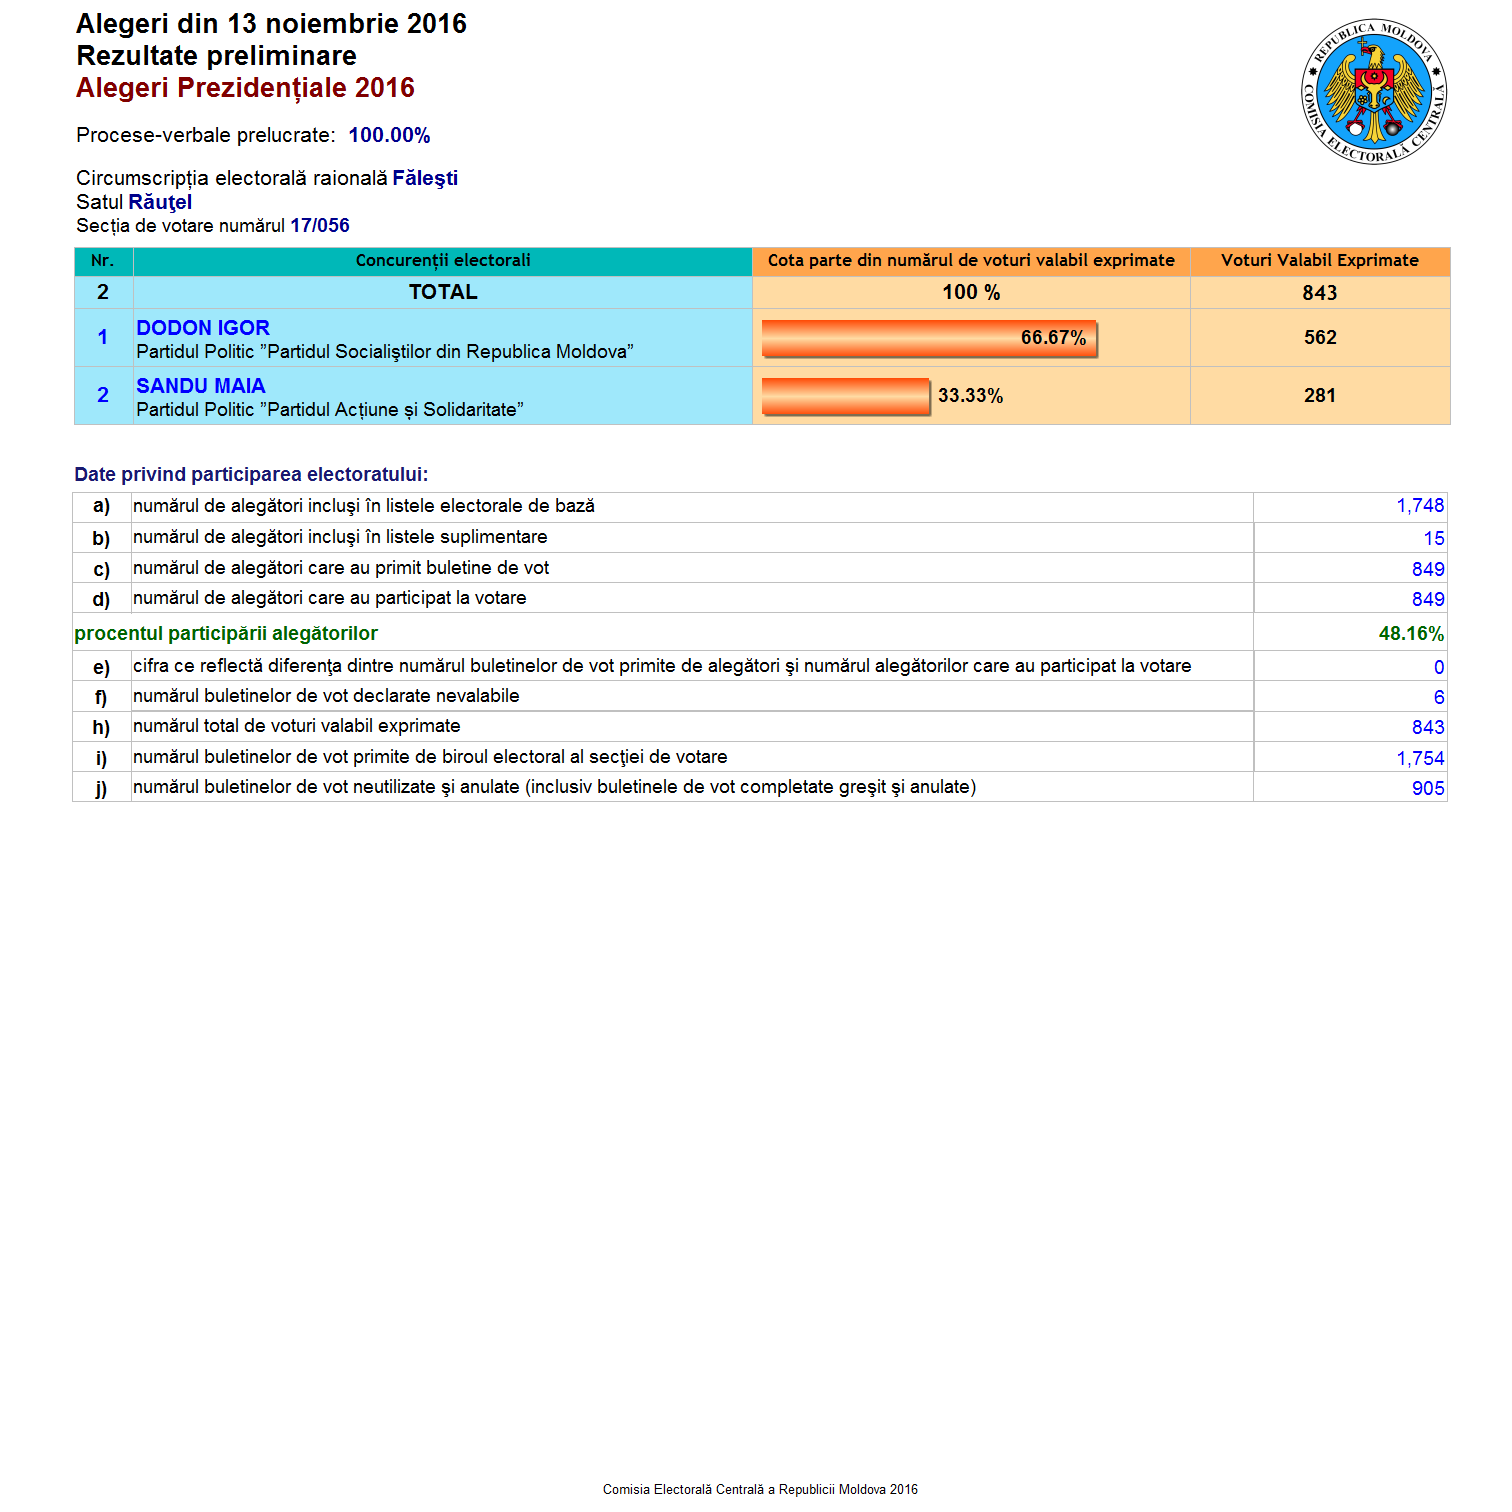 Alegeri din 13 noiembrie 2016
Rezultate preliminare
Alegeri Prezidențiale 2016
REPUBLICA MOLDOVA
COMISIA ELECTORALĂ CENTRALĂ
Procese-verbale prelucrate: 100.00%
Circumscripția electorală raională Făleşti
Satul Răuţel
Secția de votare numărul 17/056
Nr. Concurenții electorali Cota parte din numărul de voturi valabil exprimate Voturi Valabil Exprimate
2 TOTAL 100 % 843
1 DODON IGOR 66.67% 562
Partidul Politic ”Partidul Socialiştilor din Republica Moldova”
2 SANDU MAIA 33.33% 281
Partidul Politic ”Partidul Acțiune și Solidaritate”
Date privind participarea electoratului:
a) numărul de alegători incluşi în listele electorale de bază 1,748
b) numărul de alegători incluşi în listele suplimentare 15
c) numărul de alegători care au primit buletine de vot 849
d) numărul de alegători care au participat la votare 849
procentul participării alegătorilor 48.16%
e) cifra ce reflectă diferenţa dintre numărul buletinelor de vot primite de alegători şi numărul alegătorilor care au participat la votare 0
f) numărul buletinelor de vot declarate nevalabile 6
h) numărul total de voturi valabil exprimate 843
i) numărul buletinelor de vot primite de biroul electoral al secţiei de votare 1,754
j) numărul buletinelor de vot neutilizate şi anulate (inclusiv buletinele de vot completate greşit şi anulate) 905
Comisia Electorală Centrală a Republicii Moldova 2016